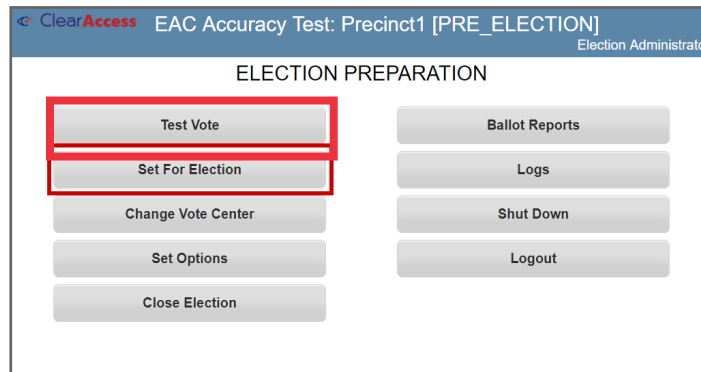 ClearAccess EAC Accuracy Test: Precinct1 [PRE_ELECTION]
Election Administrato
ELECTION PREPARATION
Test Vote
Ballot Reports
Set For Election
Logs
Change Vote Center
Shut Down
Set Options
Logout
Close Election